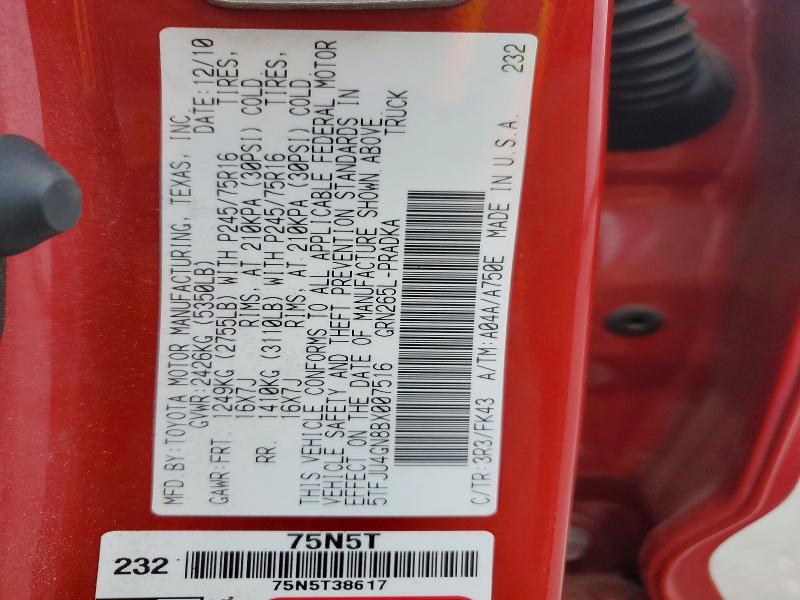 MFD.BY:TOYOTA MOTOR MANUFACTURING, TEXAS, INC.
GVWR:2426KG(5350LB) DATE:12/10
GAWR:FRT. 1249KG (2755LB) WITH P245/75R16 TIRES,
16X7J RIMS, AT 210KPA (30PSI) COLD
RR. 1410KG (3110LB) WITH P245/75R16 TIRES,
16X7J RIMS, AT 210KPA (30PSI) COLD
THIS VEHICLE CONFORMS TO ALL APPLICABLE FEDERAL MOTOR
VEHICLE SAFETY AND THEFT PREVENTION STANDARDS IN
EFFECT ON THE DATE OF MANUFACTURE SHOWN ABOVE.
5TFJU4GN8BX007516 TRUCK
GRN265L-PRADKA
C/TR:3R3/FK43 A/TM:A04A/A750E MADE IN U.S.A.
232
75N5T
232
75N5T38617